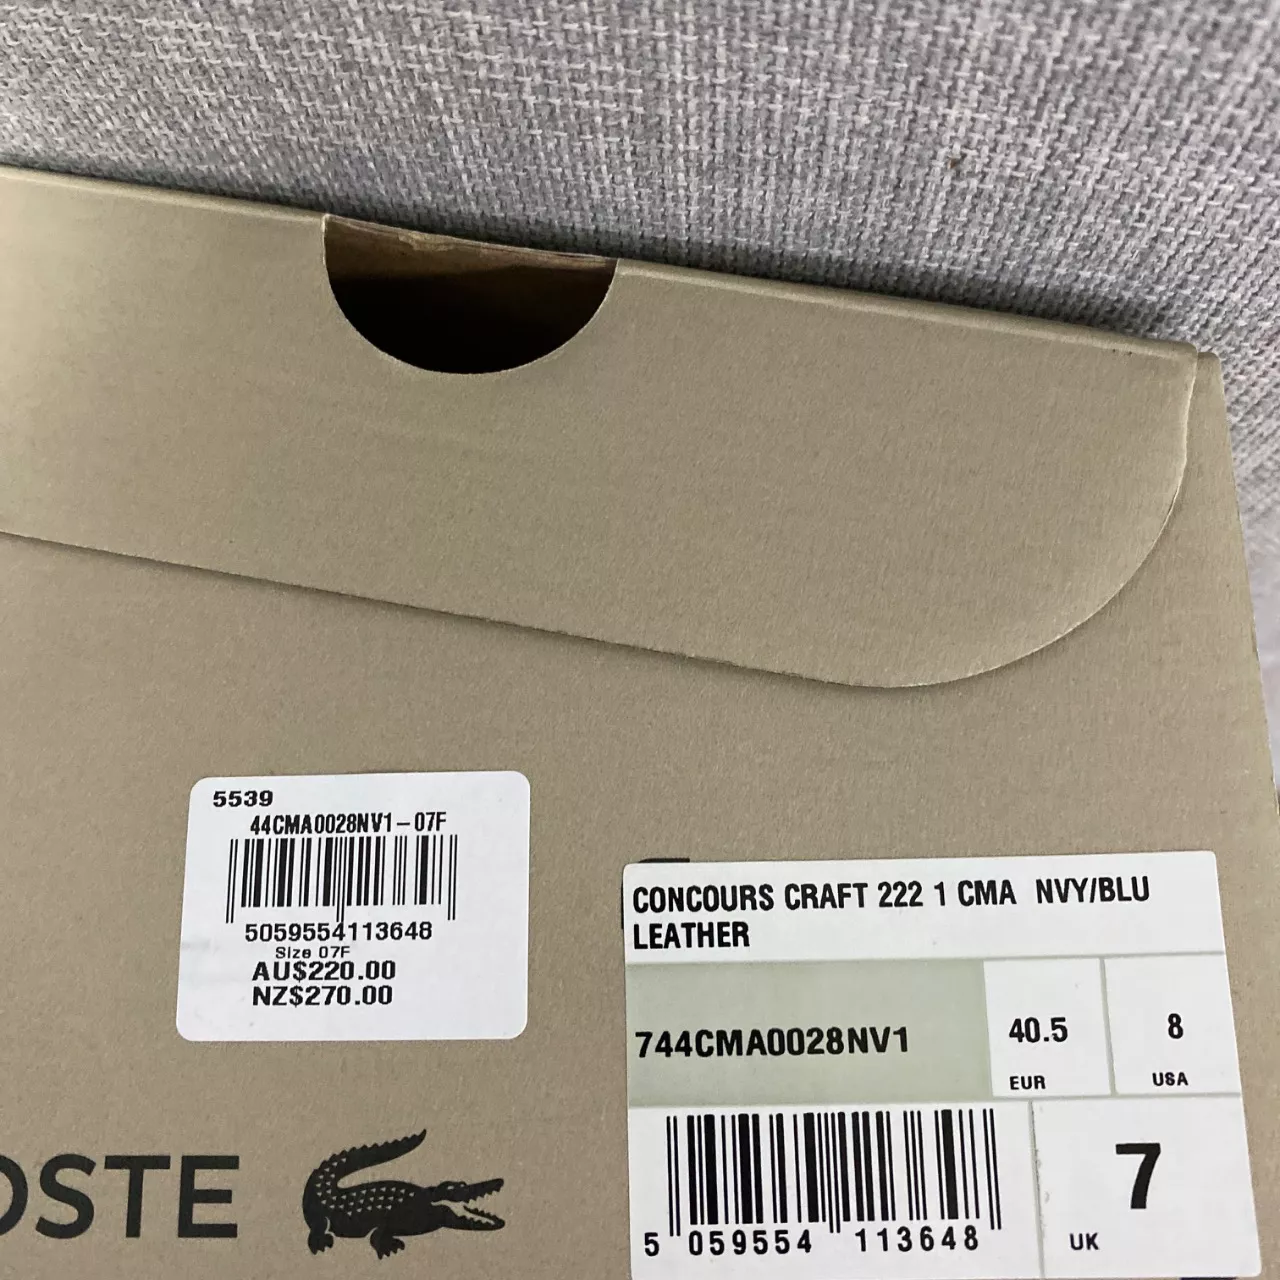 5539
44CMA0028NV1-07F
5059554113648
Size 07F
AU$220.00
NZ$270.00
CONCOURS CRAFT 222 1 CMA NVY/BLU
LEATHER
744CMA0028NV1
40.5
EUR
8
USA
5 059554 113648
7
UK
OSTE